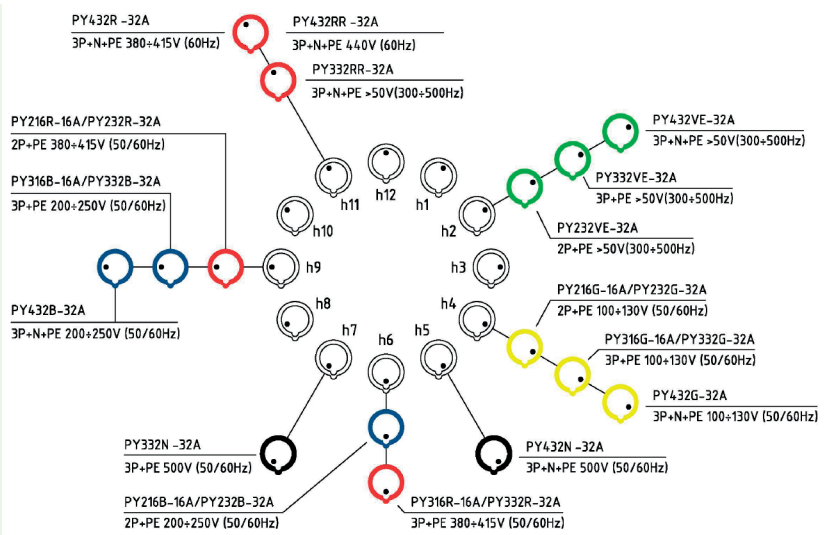 PY432R -32A
3P+N+PE 380÷415V (60Hz)
PY432RR -32A
3P+N+PE 440V (60Hz)
PY332RR-32A
3P+N+PE >50V(300÷500Hz)
PY216R-16A/PY232R-32A
2P+PE 380÷415V (50/60Hz)
PY316B-16A/PY332B-32A
3P+PE 200÷250V (50/60Hz)
PY432B-32A
3P+N+PE 200÷250V (50/60Hz)
PY432VE-32A
3P+N+PE >50V(300÷500Hz)
PY332VE-32A
3P+PE >50V(300÷500Hz)
PY232VE-32A
2P+PE >50V(300÷500Hz)
h11
h12
h1
h10
h2
h9
h3
h8
h4
h7
h6
h5
PY216G-16A/PY232G-32A
2P+PE 100÷130V (50/60Hz)
PY316G-16A/PY332G-32A
3P+PE 100÷130V (50/60Hz)
PY432G-32A
3P+N+PE 100÷130V (50/60Hz)
PY332N -32A
3P+PE 500V (50/60Hz)
PY432N -32A
3P+N+PE 500V (50/60Hz)
PY216B-16A/PY232B-32A
2P+PE 200÷250V (50/60Hz)
PY316R-16A/PY332R-32A
3P+PE 380÷415V (50/60Hz)